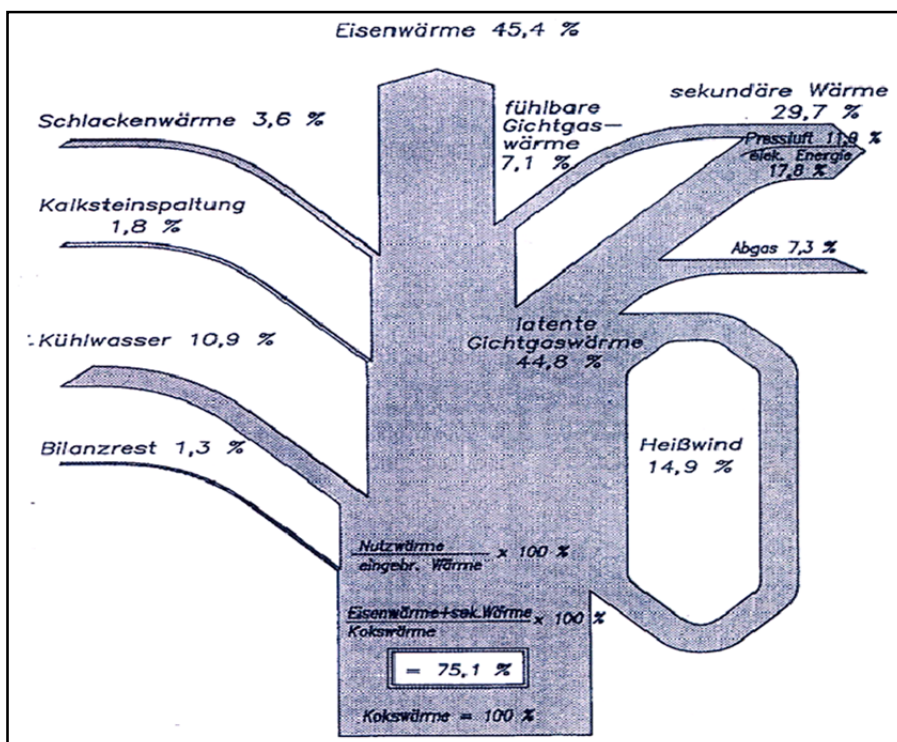 Eisenwärme 45,4 %
Schlackenwärme 3,6 %
fühlbare
Gichtgas-
wärme
7,1 %
sekundäre Wärme
29,7 %
Pressluft 11,9 %
elek. Energie
17,8 %
Kalksteinspaltung
1,8 %
Abgas 7,3 %
Kühlwasser 10,9 %
latente
Gichtgaswärme
44,8 %
Bilanzrest 1,3 %
Heißwind
14,9 %
Nutzwärme
eingebr. Wärme
x 100 %
Eisenwärme+sek.Wärme
Kokswärme
x 100 %
= 75,1 %
Kokswärme = 100 %